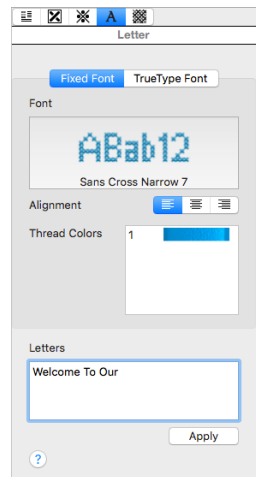 A
Letter
Fixed Font TrueType Font
Font
ABab12
Sans Cross Narrow 7
Alignment
Thread Colors 1
Letters
Welcome To Our
Apply
?